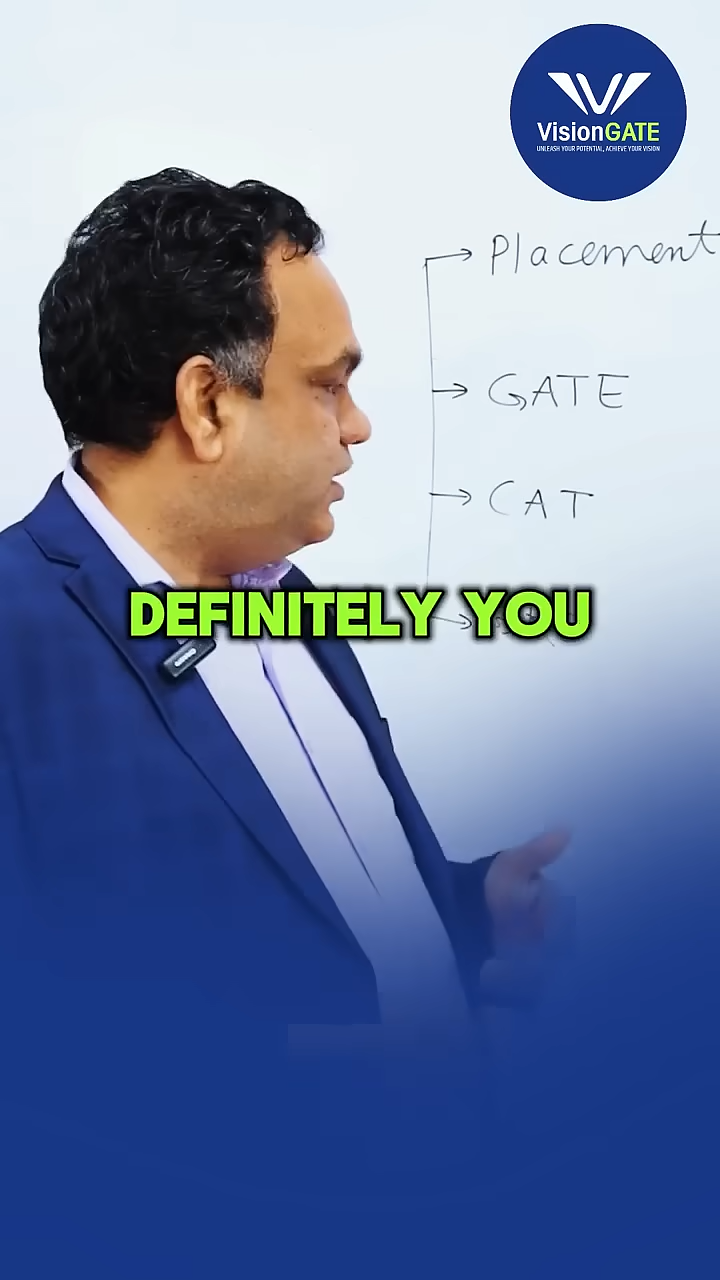 VisionGATE
UNLEASH YOUR POTENTIAL, ACHIEVE YOUR VISION
Placement
GATE
CAT
DEFINITELY YOU